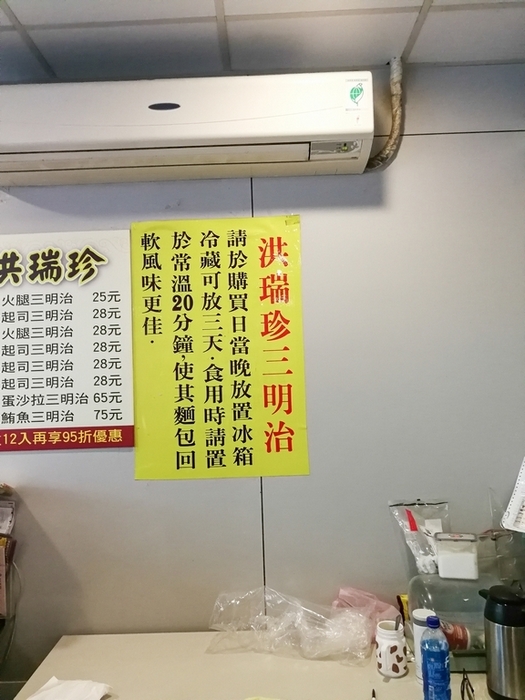 洪瑞珍
火腿三明治 25元
起司三明治 28元
火腿三明治 28元
起司三明治 28元
起司三明治 28元
起司三明治 28元
蛋沙拉三明治 65元
鮪魚三明治 75元
12入再享95折優惠
洪瑞珍三明治
請於購買日當晚放置冰箱
冷藏可放三天．食用時請置
於常溫20分鐘，使其麵包回
軟風味更佳．